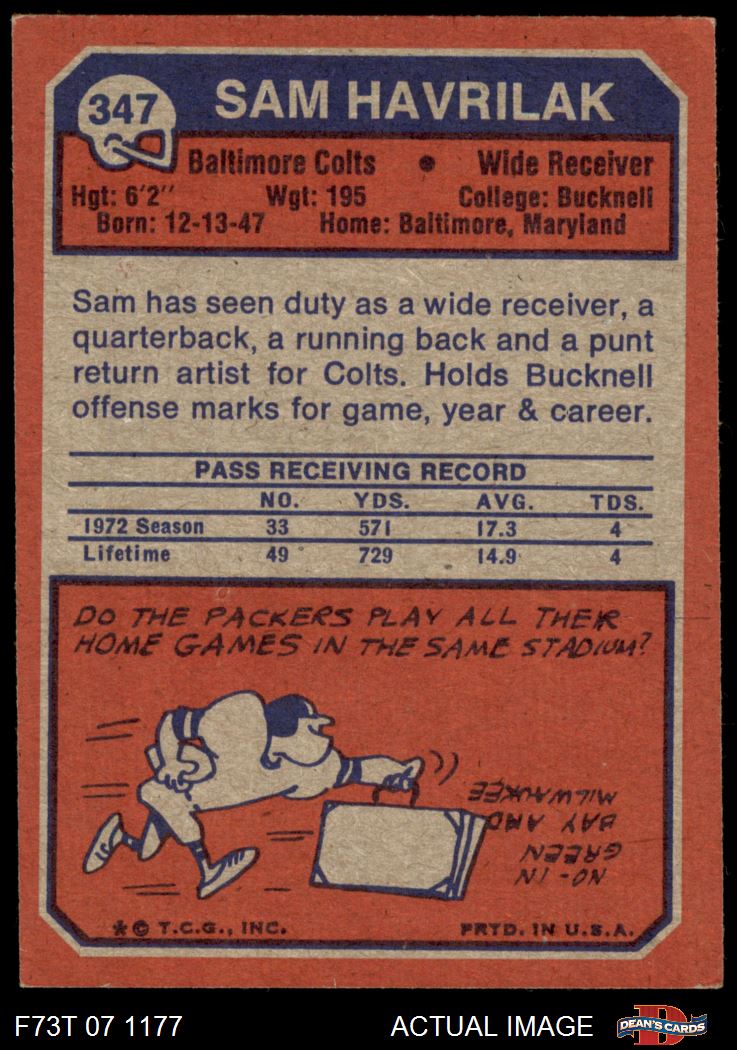 347
SAM HAVRILAK
Baltimore Colts • Wide Receiver
Hgt: 6'2" Wgt: 195 College: Bucknell
Born: 12-13-47 Home: Baltimore, Maryland
Sam has seen duty as a wide receiver, a
quarterback, a running back and a punt
return artist for Colts. Holds Bucknell
offense marks for game, year & career.
PASS RECEIVING RECORD
NO. YDS. AVG. TDS.
1972 Season 33 571 17.3 4
Lifetime 49 729 14.9 4
DO THE PACKERS PLAY ALL THEIR
HOME GAMES IN THE SAME STADIUM?
NO-IN
GREEN
BAY AND
MILWAUKEE
* © T.C.G., INC. PRTD. IN U.S.A.
F73T 07 1177 ACTUAL IMAGE
D
DEAN'S CARDS